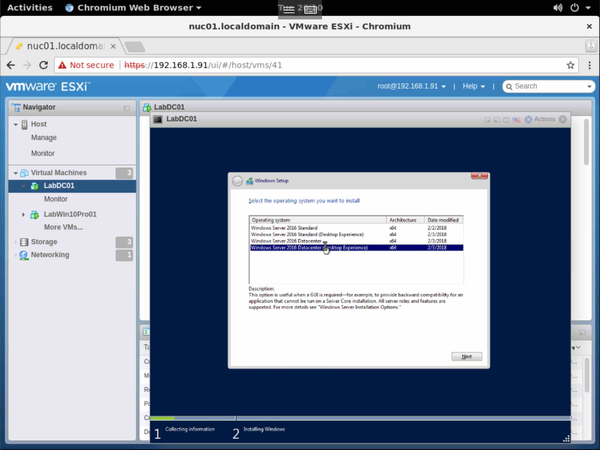 Activities
Chromium Web Browser
nuc01.localdomain - VMware ESXi - Chromium
nuc01.localdomai
Not secure
https://192.168.1.91/ui/#/host/vms/41
vmware ESXi
root@192.168.1.91
Help
Search
Navigator
LabDC01
Host
Manage
Monitor
Virtual Machines
3
LabDC01
Monitor
LabWin10Pro01
More VMs...
Storage
3
Networking
1
LabDC01
Actions
Windows Setup
Select the operating system you want to install
Operating system Architecture Date modified
Windows Server 2016 Standard x64 2/2/2018
Windows Server 2016 Standard (Desktop Experience) x64 2/3/2018
Windows Server 2016 Datacenter x64 2/3/2018
Windows Server 2016 Datacenter (Desktop Experience) x64 2/3/2018
Description:
This option is useful when a GUI is required—for example, to provide backward compatibility for an
application that cannot be run on a Server Core installation. All server roles and features are
supported. For more details see "Windows Server Installation Options."
Next
1 Collecting information
2 Installing Windows